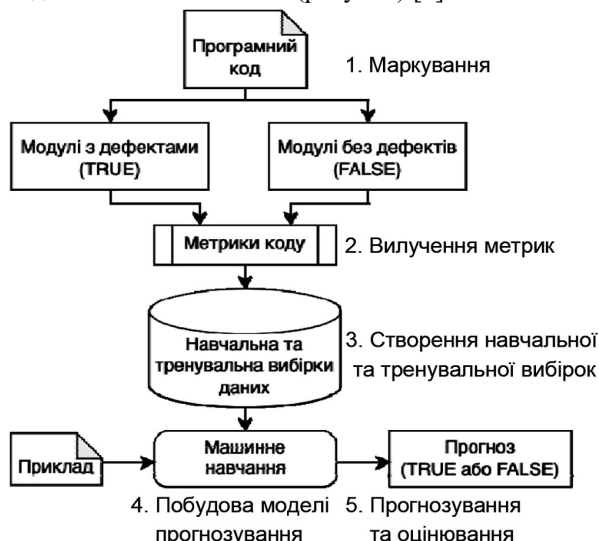 Програмний
код
1. Маркування
Модулі з дефектами
(TRUE)
Модулі без дефектів
(FALSE)
Метрики коду
2. Вилучення метрик
Навчальна та
тренувальна вибірки
даних
3. Створення навчальної
та тренувальної вибірок
Приклад
Машинне
навчання
Прогноз
(TRUE або FALSE)
4. Побудова моделі
прогнозування
5. Прогнозування
та оцінювання